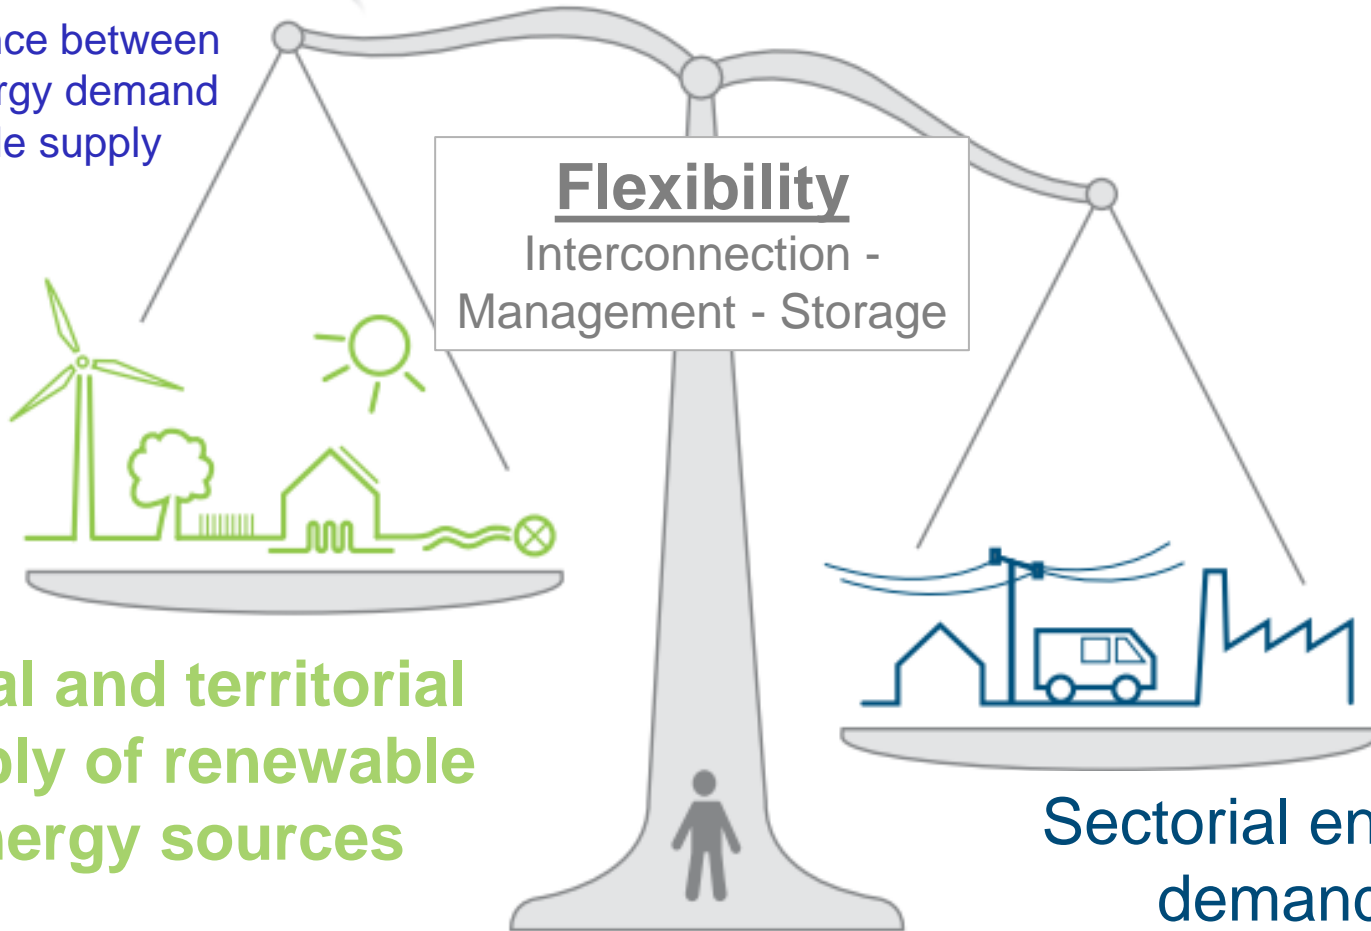 nce between
rgy demand
le supply
Flexibility
Interconnection -
Management - Storage
al and territorial
ply of renewable
nergy sources
Sectorial en
demand